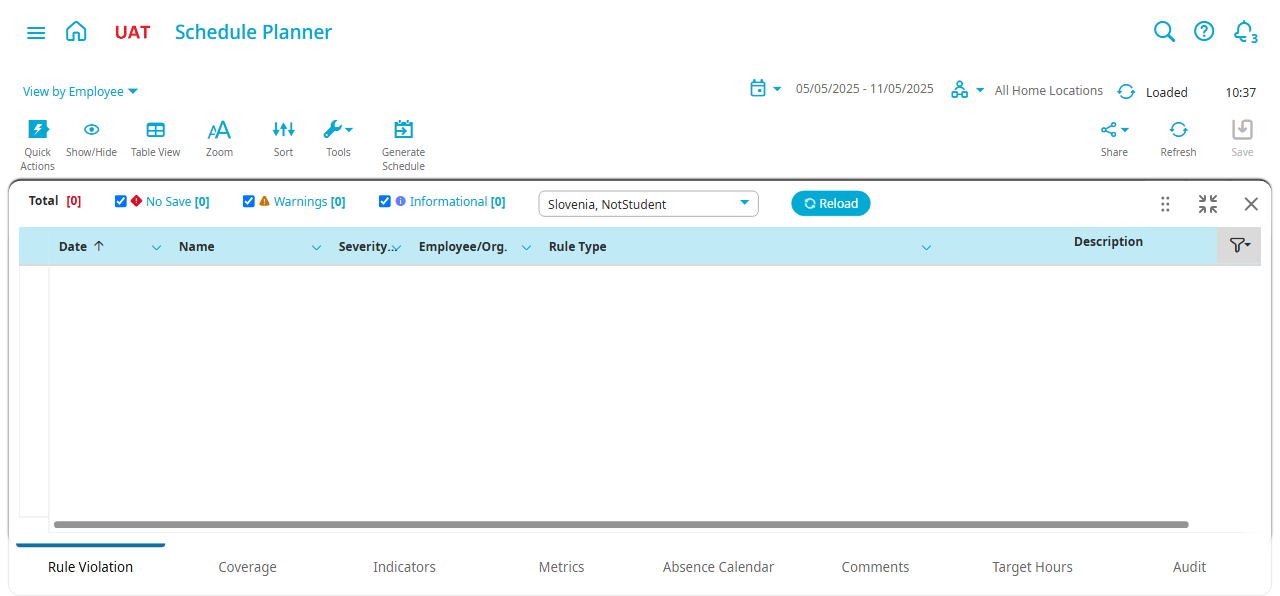 UAT Schedule Planner
3
View by Employee
05/05/2025 - 11/05/2025 All Home Locations Loaded 10:37
Quick Actions Show/Hide Table View Zoom Sort Tools Generate Schedule Share Refresh Save
Total [0] No Save [0] Warnings [0] Informational [0] Slovenia, NotStudent Reload
Date Name Severity... Employee/Org. Rule Type Description
Rule Violation Coverage Indicators Metrics Absence Calendar Comments Target Hours Audit